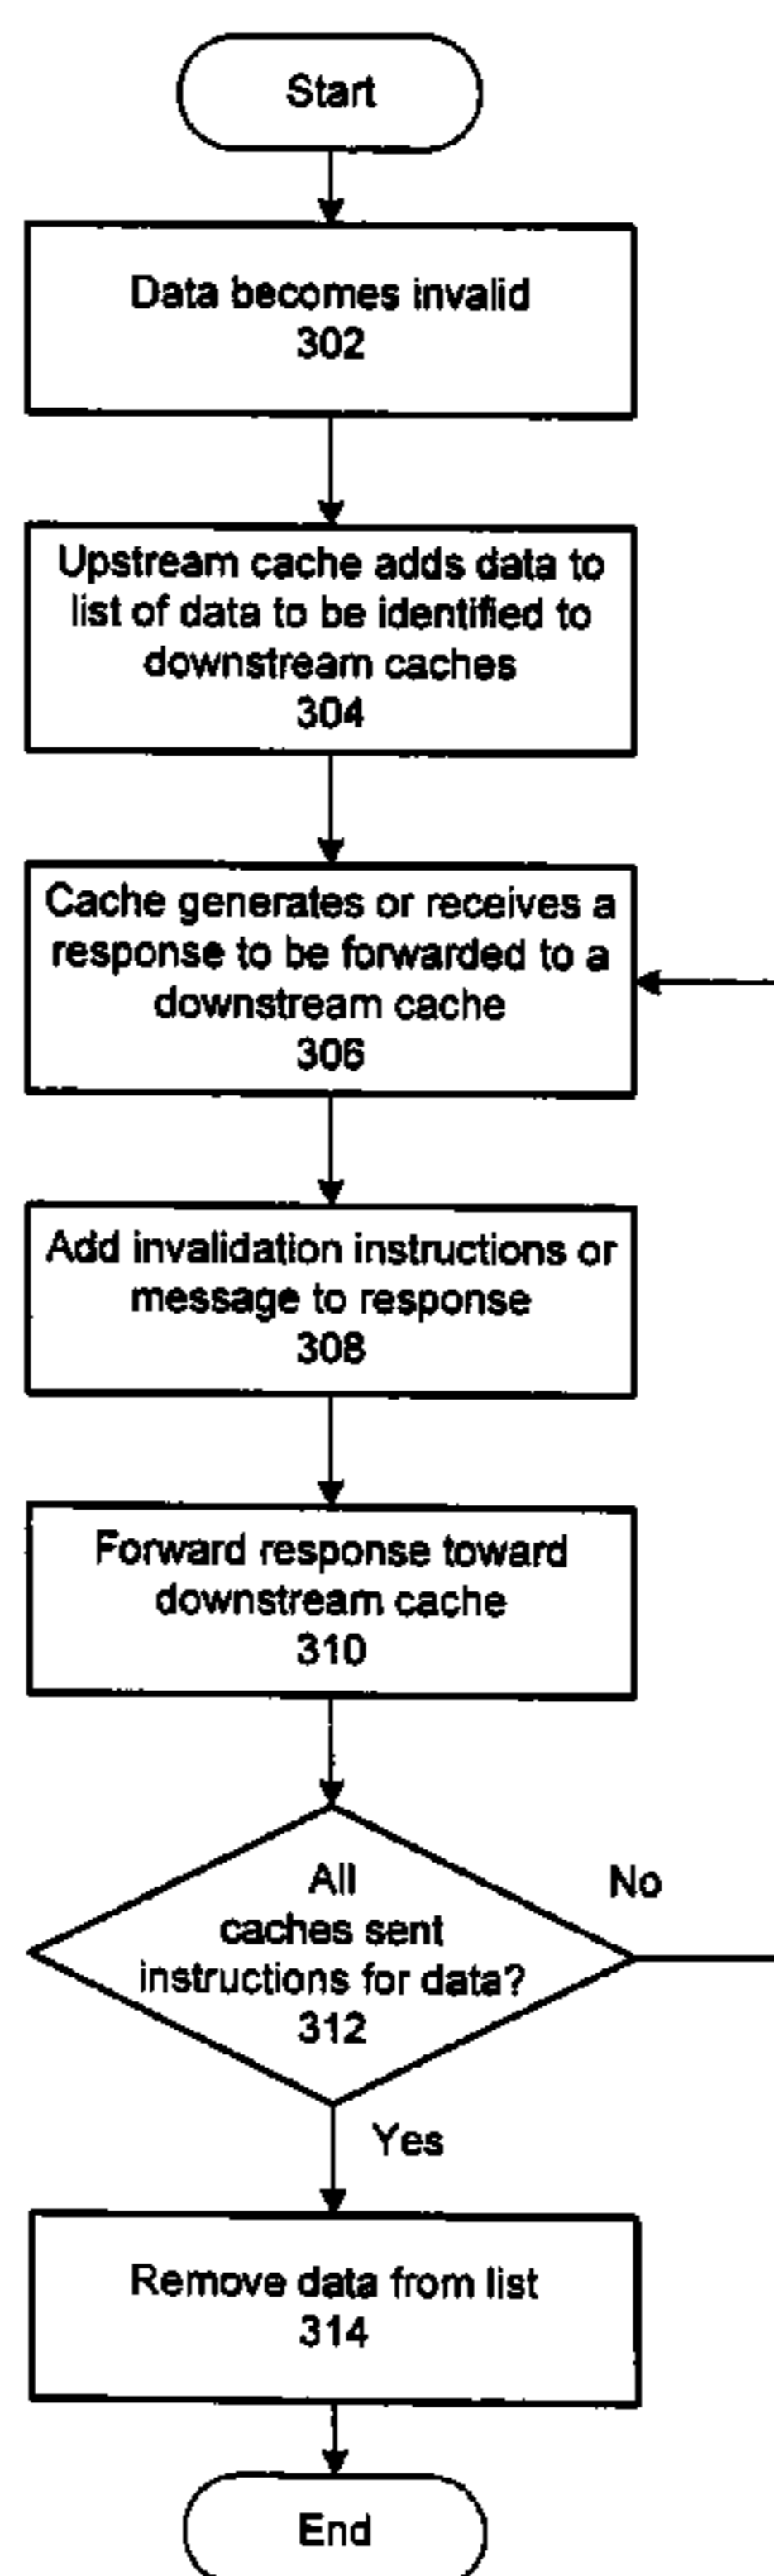 Start
Data becomes invalid
302
Upstream cache adds data to
list of data to be identified to
downstream caches
304
Cache generates or receives a
response to be forwarded to a
downstream cache
306
Add invalidation instructions or
message to response
308
Forward response toward
downstream cache
310
All
caches sent
instructions for data?
312
No
Yes
Remove data from list
314
End